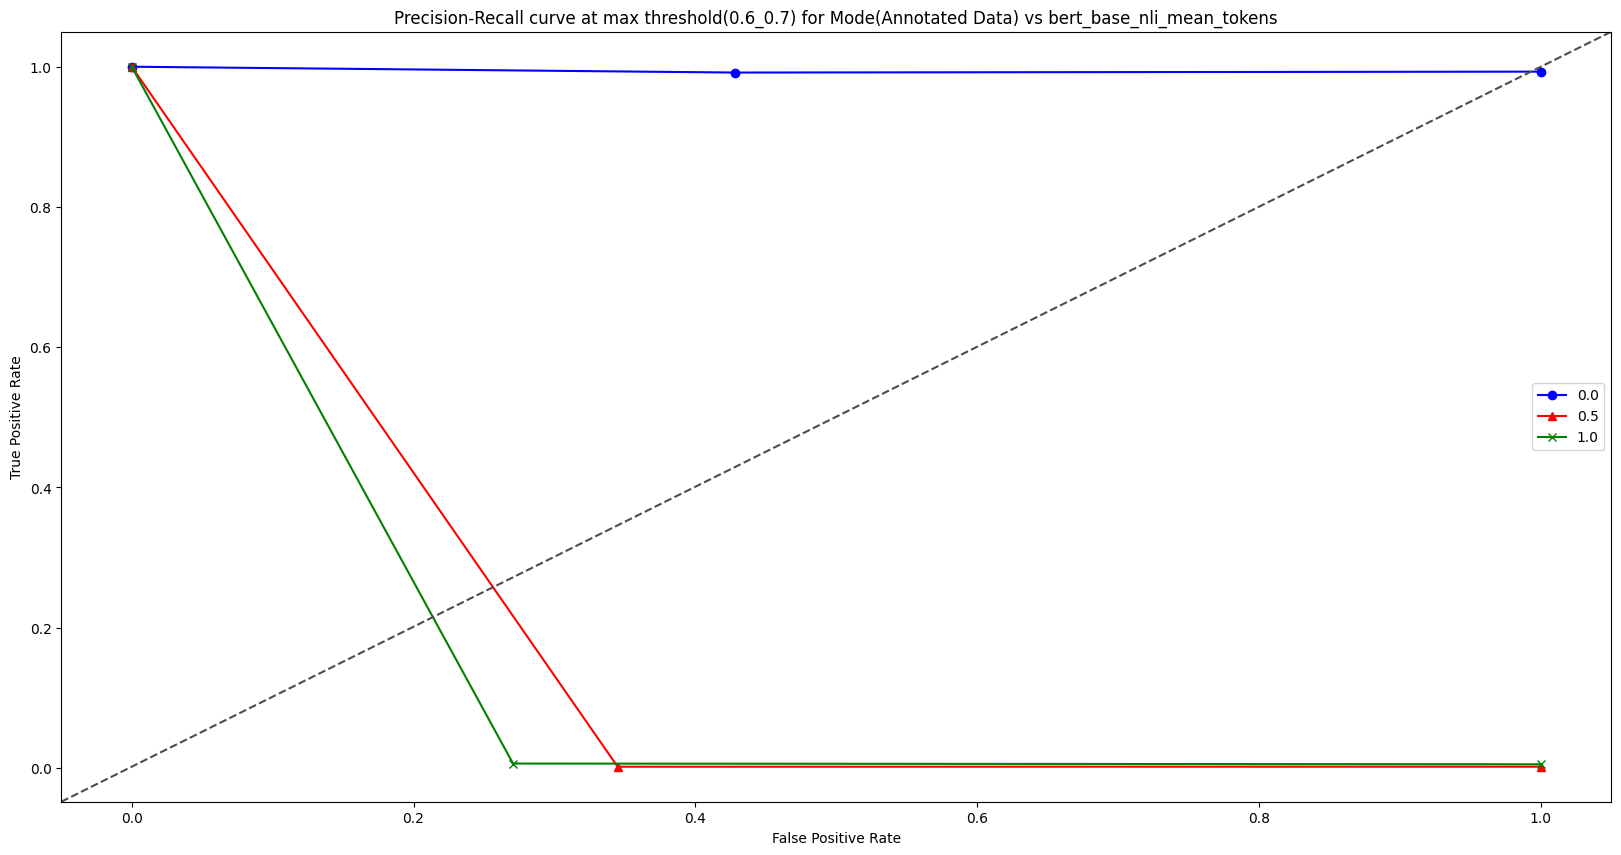 Precision-Recall curve at max threshold(0.6_0.7) for Mode(Annotated Data) vs bert_base_nli_mean_tokens
1.0
0.8
0.6
0.4
0.2
0.0
True Positive Rate
0.0
0.5
1.0
0.0 0.2 0.4 0.6 0.8 1.0
False Positive Rate